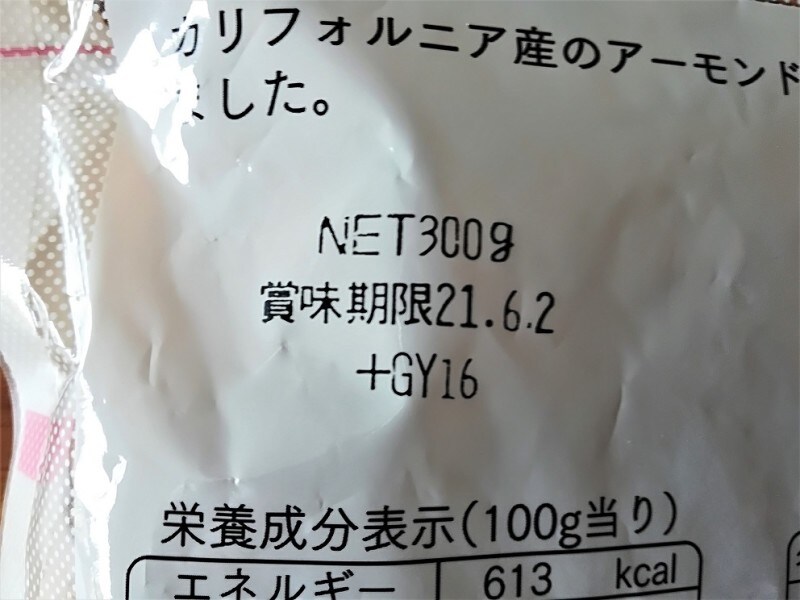 カリフォルニア産のアーモンド
ました。
NET300g
賞味期限21.6.2
+GY16
栄養成分表示(100g当り)
エネルギー 613 kcal